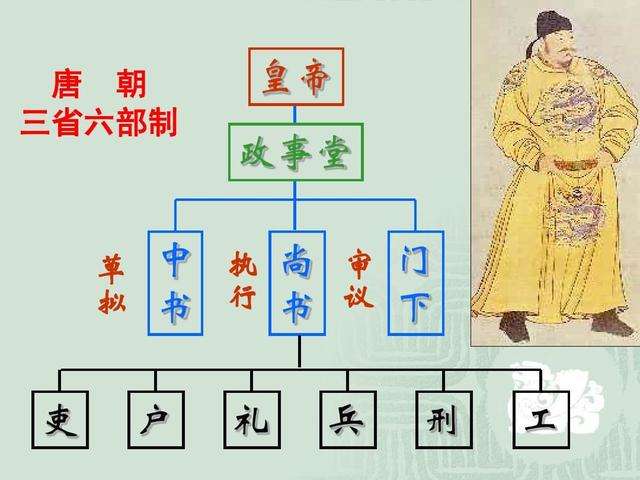 唐 朝
三省六部制
皇帝
政事堂
草拟
中书
执行
尚书
审议
门下
吏
户
礼
兵
刑
工